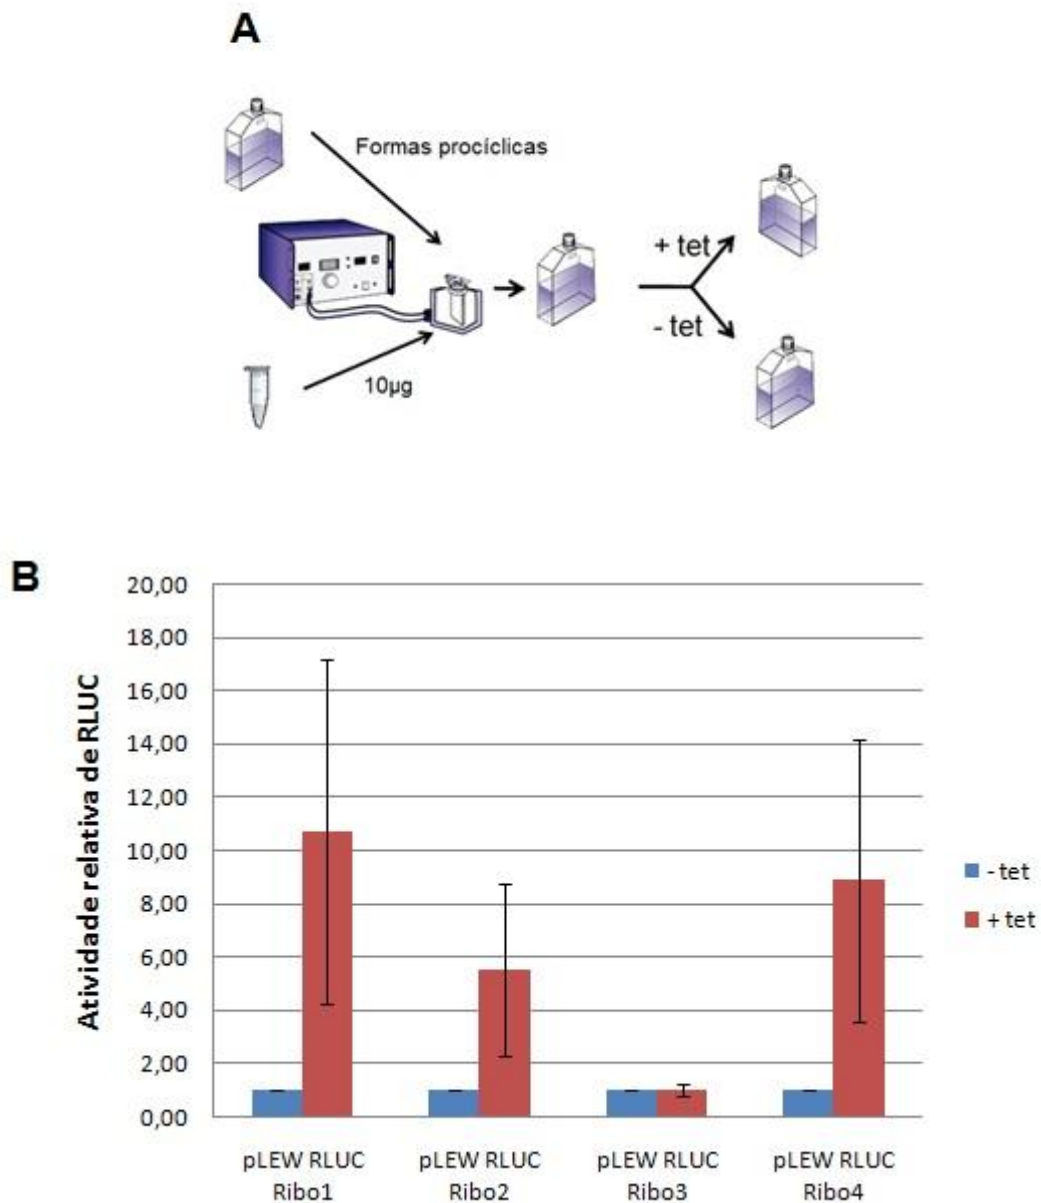 A
Formas procíclicas
+ tet
- tet
10µg
B
Atividade relativa de RLUC
20,00
18,00
16,00
14,00
12,00
10,00
8,00
6,00
4,00
2,00
0,00
pLEW RLUC
Ribo1
pLEW RLUC
Ribo2
pLEW RLUC
Ribo3
pLEW RLUC
Ribo4
- tet
+ tet